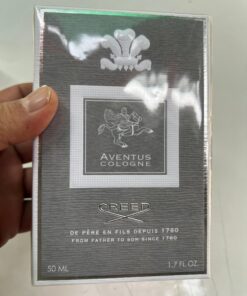 AVENTUS
COLOGNE
CREED
DE PÈRE EN FILS DEPUIS 1760
FROM FATHER TO SON SINCE 1760
50 ML
1.7 FL. OZ.